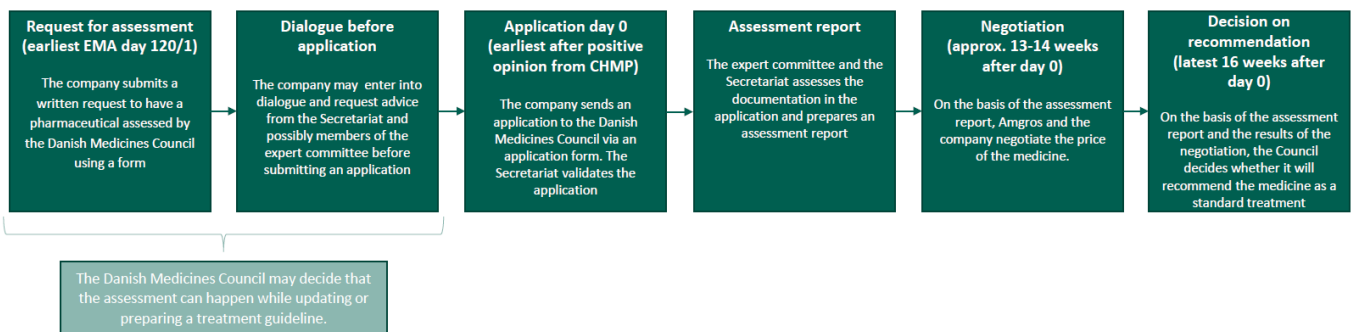 Request for assessment
(earliest EMA day 120/1)
The company submits a
written request to have a
pharmaceutical assessed by
the Danish Medicines Council
using a form
Dialogue before
application
The company may enter into
dialogue and request advice
from the Secretariat and
possibly members of the
expert committee before
submitting an application
Application day 0
(earliest after positive
opinion from CHMP)
The company sends an
application to the Danish
Medicines Council via an
application form. The
Secretariat validates the
application
Assessment report
The expert committee and the
Secretariat assesses the
documentation in the
application and prepares an
assessment report
Negotiation
(approx. 13-14 weeks
after day 0)
On the basis of the assessment
report, Amgros and the
company negotiate the price
of the medicine.
Decision on
recommendation
(latest 16 weeks after
day 0)
On the basis of the assessment
report and the results of the
negotiation, the Council
decides whether it will
recommend the medicine as a
standard treatment
The Danish Medicines Council may decide that
the assessment can happen while updating or
preparing a treatment guideline.